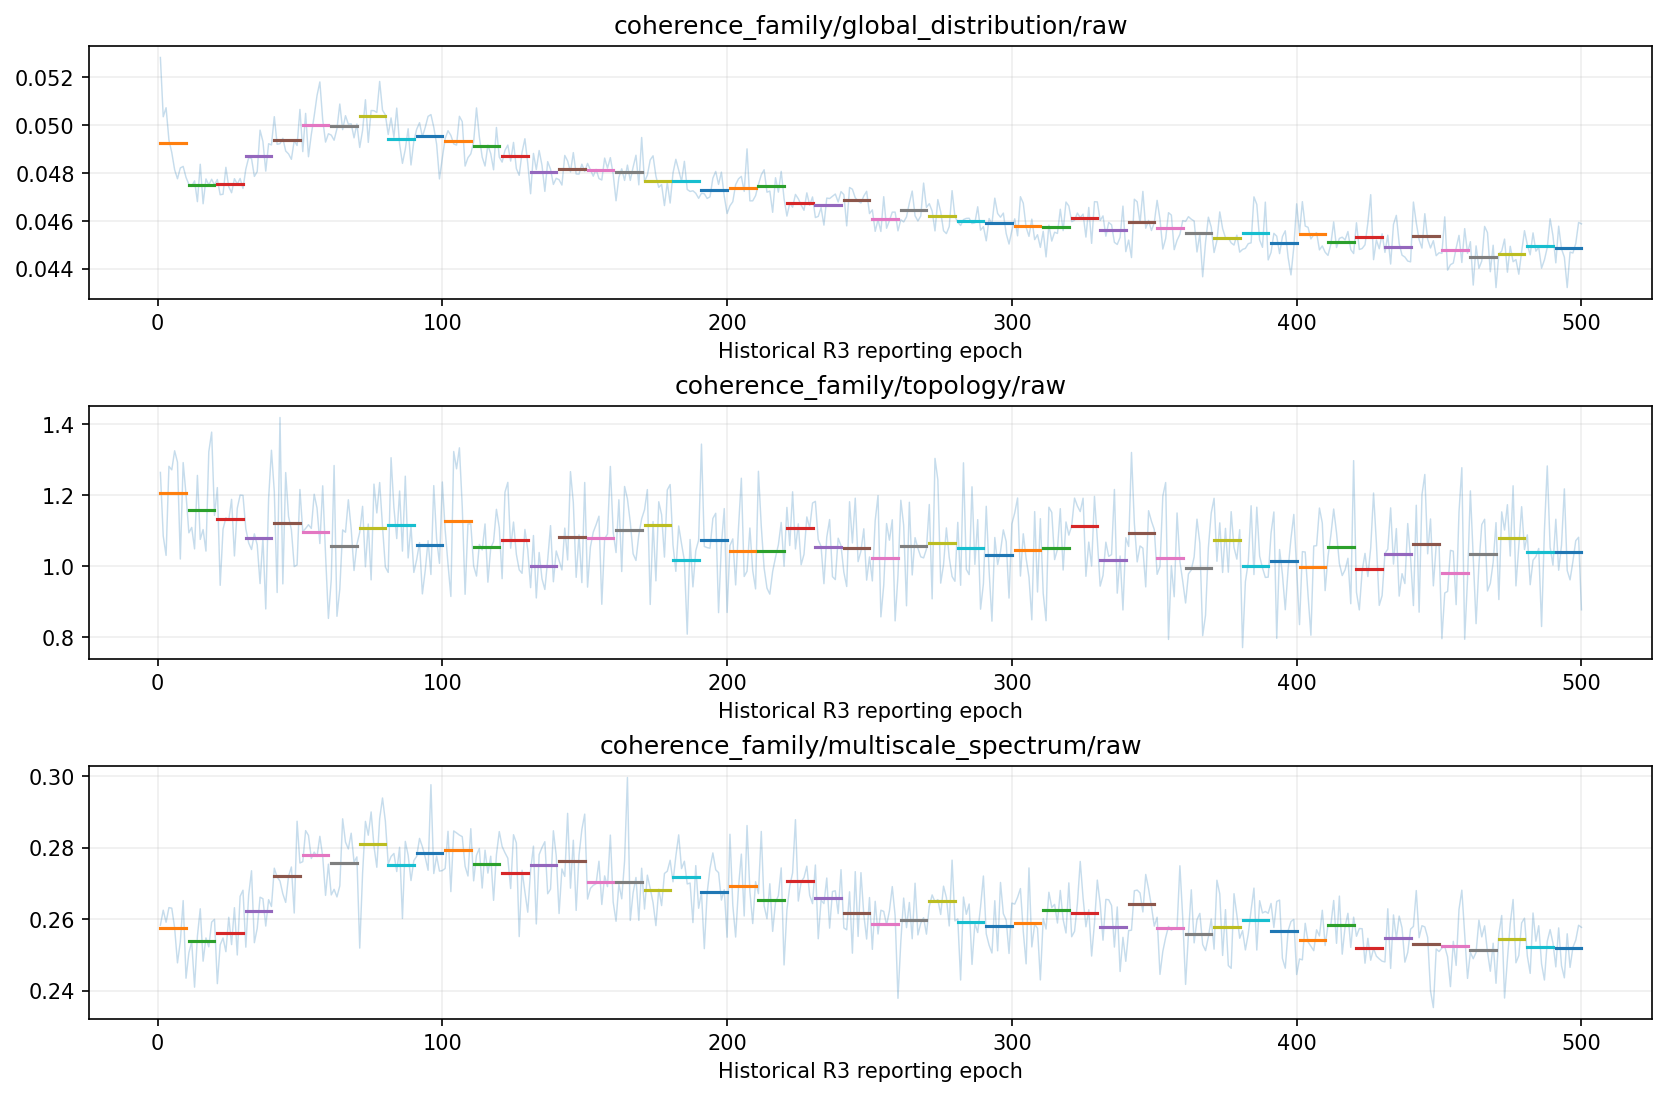 coherence_family/global_distribution/raw
0.052
0.050
0.048
0.046
0.044
0 100 200 300 400 500
Historical R3 reporting epoch
coherence_family/topology/raw
1.4
1.2
1.0
0.8
0 100 200 300 400 500
Historical R3 reporting epoch
coherence_family/multiscale_spectrum/raw
0.30
0.28
0.26
0.24
0 100 200 300 400 500
Historical R3 reporting epoch